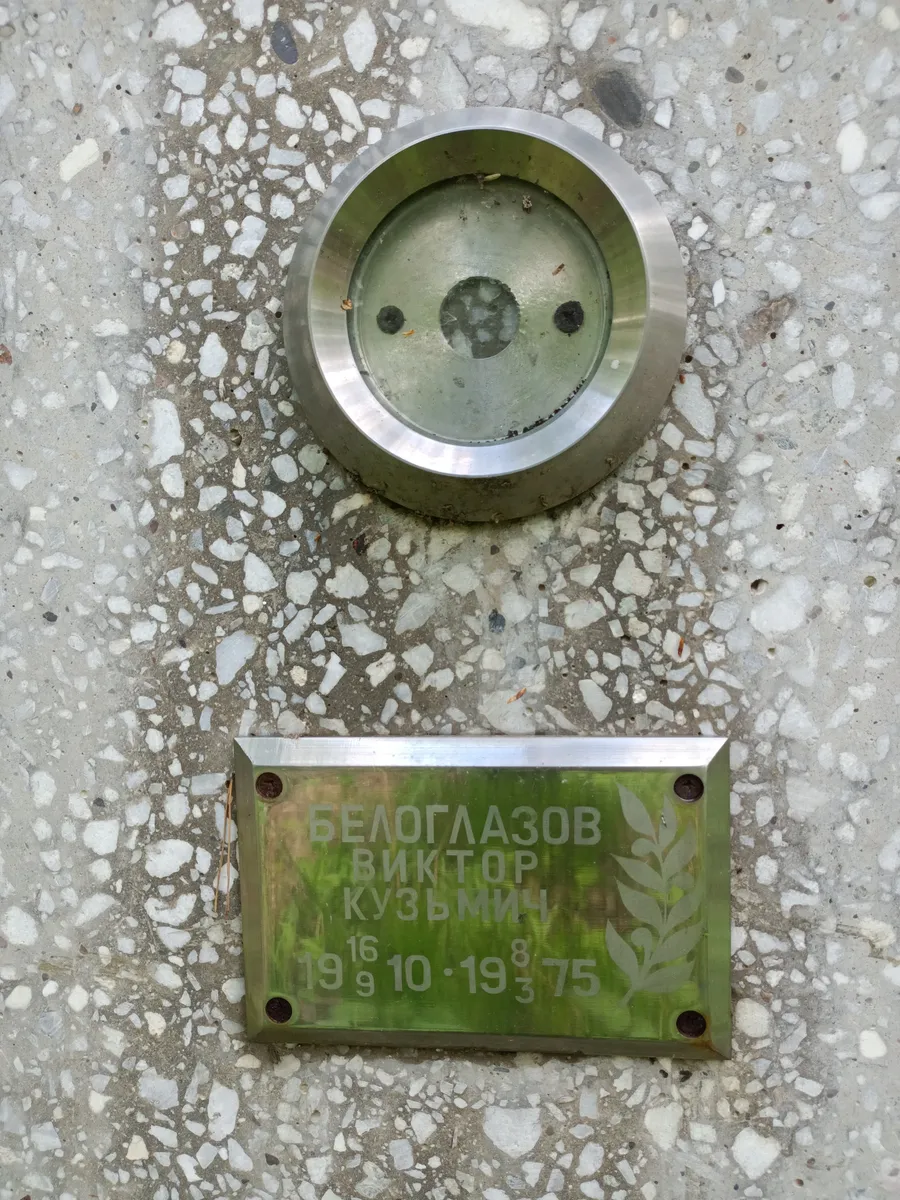 БЕЛОГЛАЗОВ
ВИКТОР
КУЗЬМИЧ
19 16/9 10 · 19 8/3 75